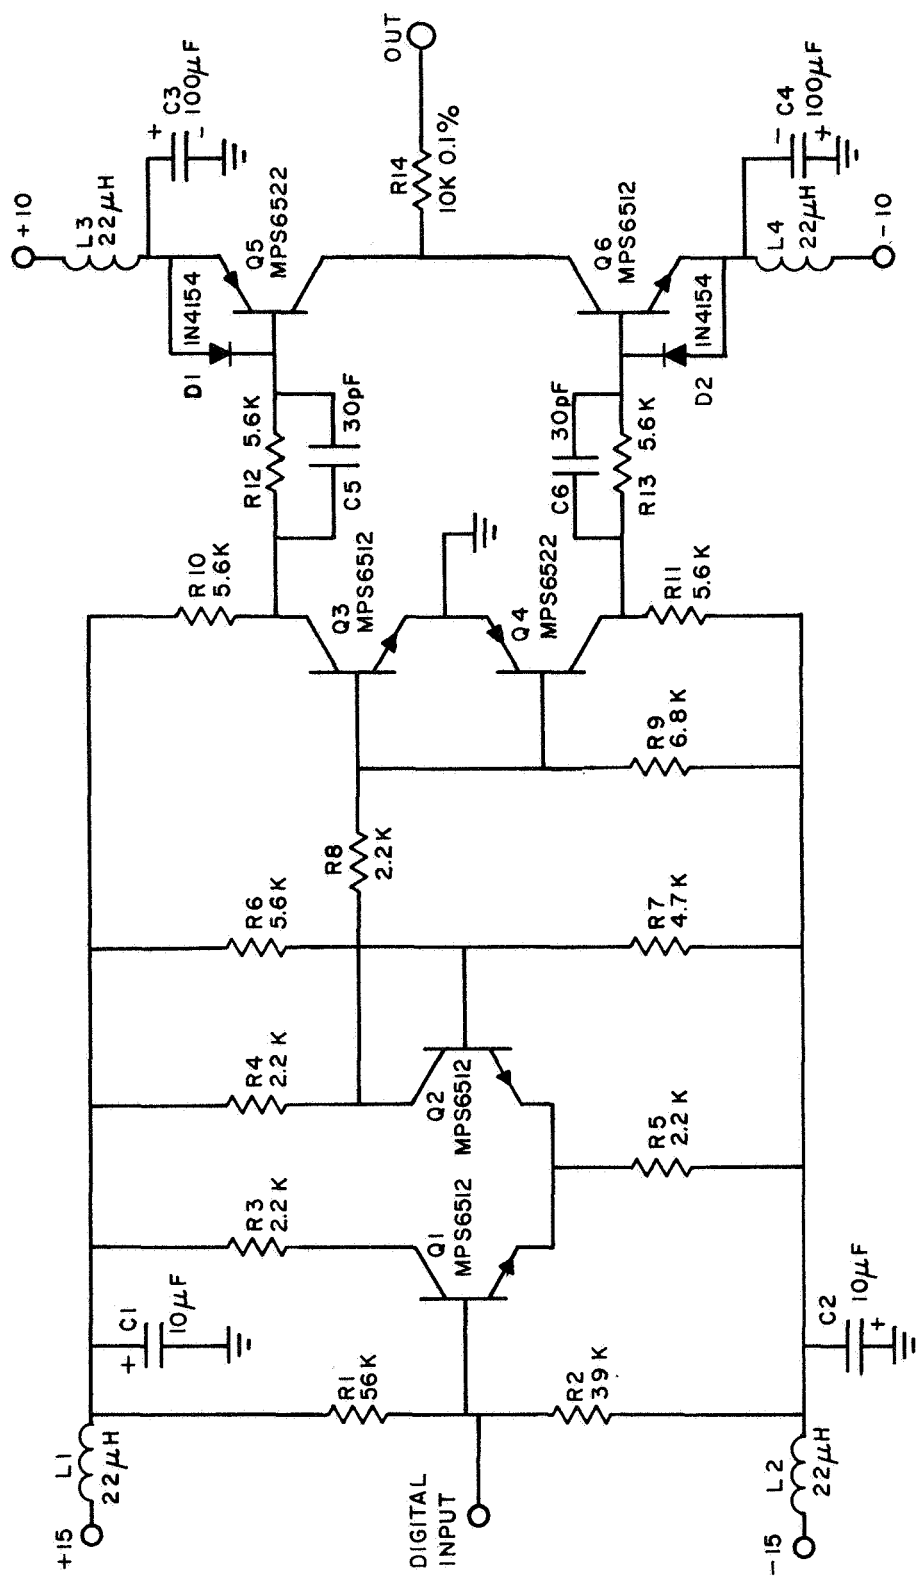 +15
L1
22μH
DIGITAL
INPUT
-15
L2
22μH
R1
56K
R2
39K
C1
+
10μF
C2
10μF
+
R3
2.2K
Q1
MPS6512
R4
2.2K
Q2
MPS6512
R5
2.2K
R6
5.6K
R7
4.7K
R8
2.2K
R9
6.8K
R10
5.6K
Q3
MPS6512
Q4
MPS6522
R11
5.6K
R12
5.6K
C5
30pF
C6
30pF
R13
5.6K
D1
1N4154
D2
1N4154
Q5
MPS6522
Q6
MPS6512
+10
L3
22μH
+
C3
-
100μF
R14
10K 0.1%
OUT
L4
22μH
-10
-
C4
+
100μF